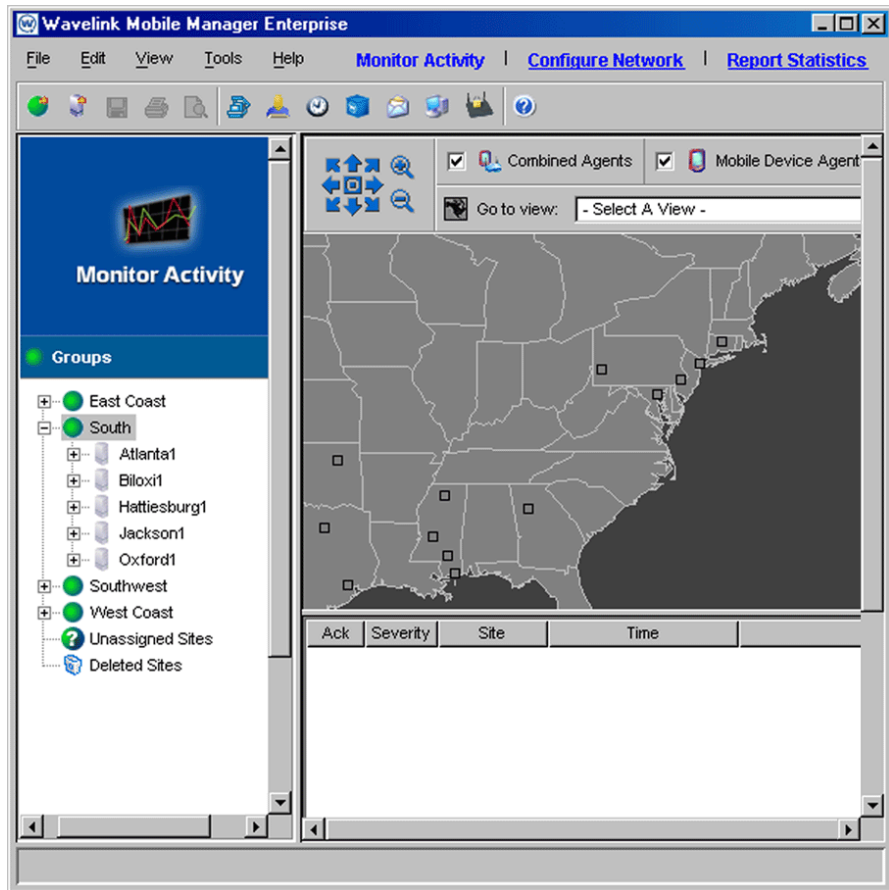 Wavelink Mobile Manager Enterprise
File Edit View Tools Help Monitor Activity | Configure Network | Report Statistics
Combined Agents Mobile Device Agent
Go to view: - Select A View -
Monitor Activity
Groups
East Coast
South
Atlanta1
Biloxi1
Hattiesburg1
Jackson1
Oxford1
Southwest
West Coast
Unassigned Sites
Deleted Sites
Ack Severity Site Time